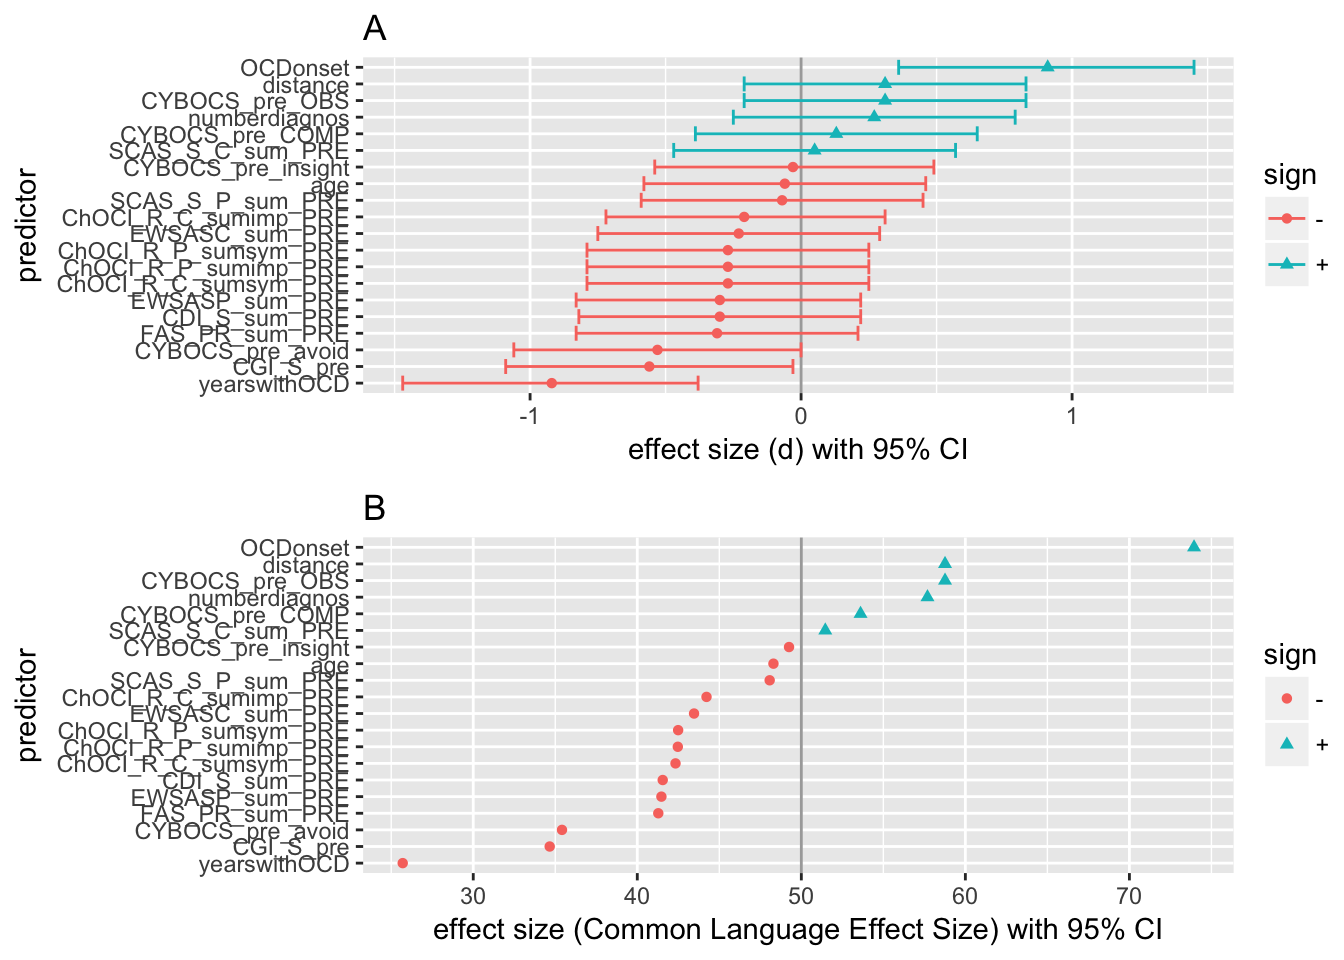 A
OCDonset
distance
CYBOCS_pre_OBS
numberdiagnos
CYBOCS_pre_COMP
SCAS_S_C_sum_PRE
CYBOCS_pre_insight
age
SCAS_S_P_sum_PRE
ChOCI_R_C_sumimp_PRE
EWSASC_sum_PRE
ChOCI_R_P_sumsym_PRE
ChOCI_R_P_sumimp_PRE
ChOCI_R_C_sumsym_PRE
EWSASP_sum_PRE
CDI_S_sum_PRE
FAS_PR_sum_PRE
CYBOCS_pre_avoid
CGI_S_pre
yearswithOCD
predictor
-1 0 1
effect size (d) with 95% CI
sign
-
+
B
OCDonset
distance
CYBOCS_pre_OBS
numberdiagnos
CYBOCS_pre_COMP
SCAS_S_C_sum_PRE
CYBOCS_pre_insight
age
SCAS_S_P_sum_PRE
ChOCI_R_C_sumimp_PRE
EWSASC_sum_PRE
ChOCI_R_P_sumsym_PRE
ChOCI_R_P_sumimp_PRE
ChOCI_R_C_sumsym_PRE
CDI_S_sum_PRE
EWSASP_sum_PRE
FAS_PR_sum_PRE
CYBOCS_pre_avoid
CGI_S_pre
yearswithOCD
predictor
30 40 50 60 70
effect size (Common Language Effect Size) with 95% CI
sign
-
+